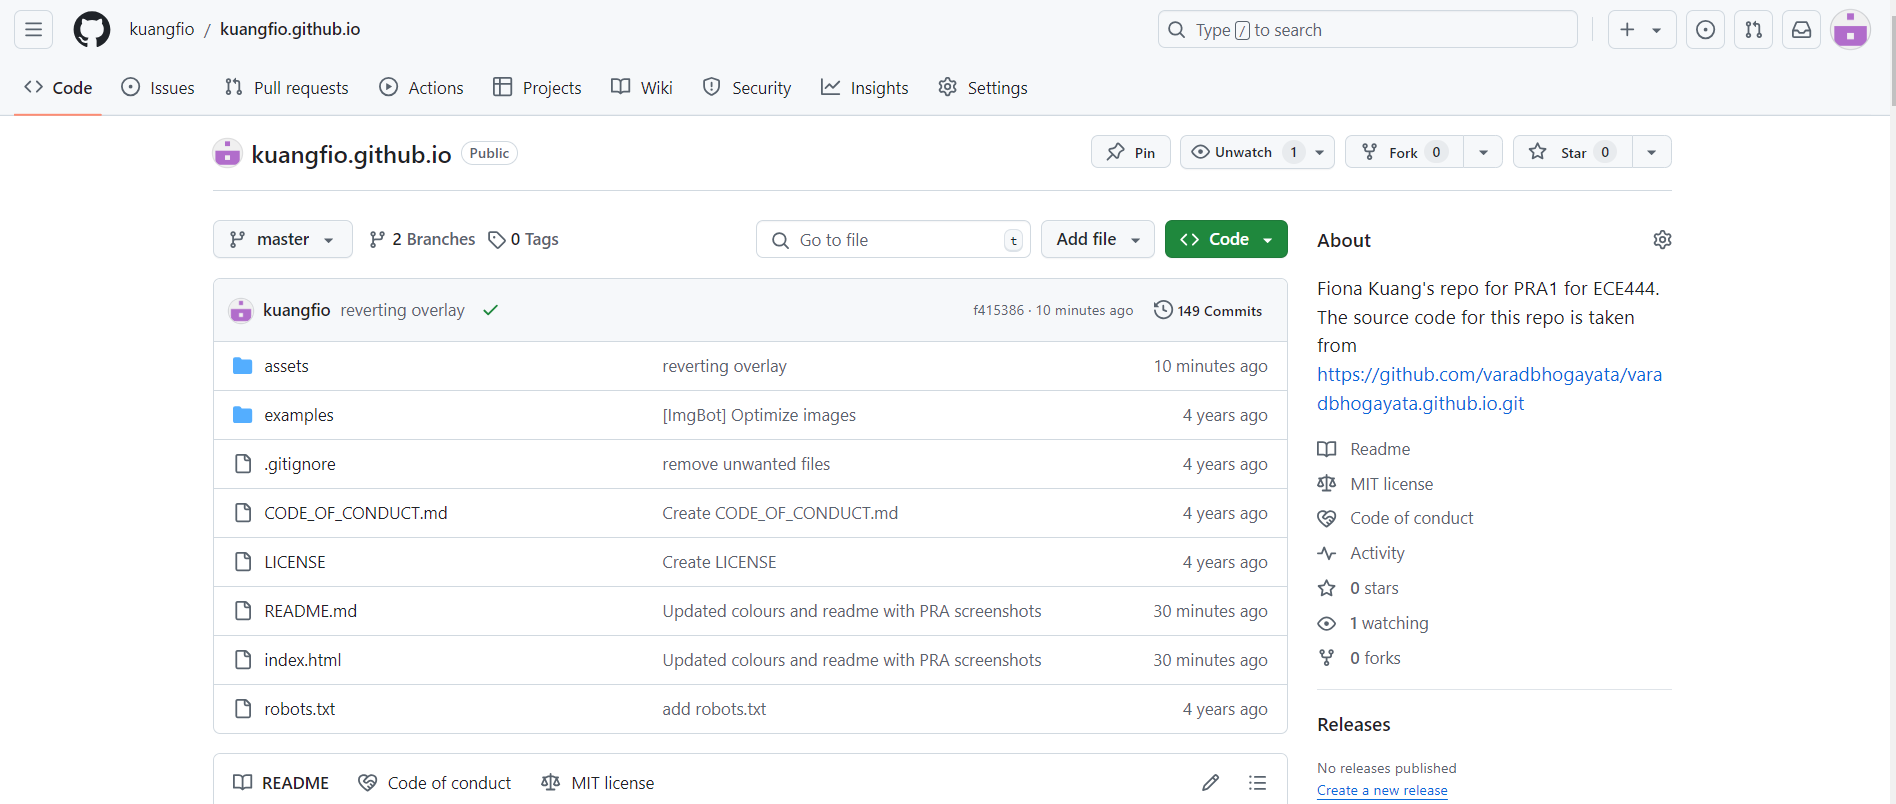 kuangfio / kuangfio.github.io
Type / to search
Code Issues Pull requests Actions Projects Wiki Security Insights Settings
kuangfio.github.io Public
Pin Unwatch 1 Fork 0 Star 0
master 2 Branches 0 Tags
Go to file t Add file Code
kuangfio reverting overlay f415386 · 10 minutes ago 149 Commits
assets reverting overlay 10 minutes ago
examples [ImgBot] Optimize images 4 years ago
.gitignore remove unwanted files 4 years ago
CODE_OF_CONDUCT.md Create CODE_OF_CONDUCT.md 4 years ago
LICENSE Create LICENSE 4 years ago
README.md Updated colours and readme with PRA screenshots 30 minutes ago
index.html Updated colours and readme with PRA screenshots 30 minutes ago
robots.txt add robots.txt 4 years ago
README Code of conduct MIT license
About
Fiona Kuang's repo for PRA1 for ECE444.
The source code for this repo is taken
from
https://github.com/varadbhogayata/vara
dbhogayata.github.io.git
Readme
MIT license
Code of conduct
Activity
0 stars
1 watching
0 forks
Releases
No releases published
Create a new release